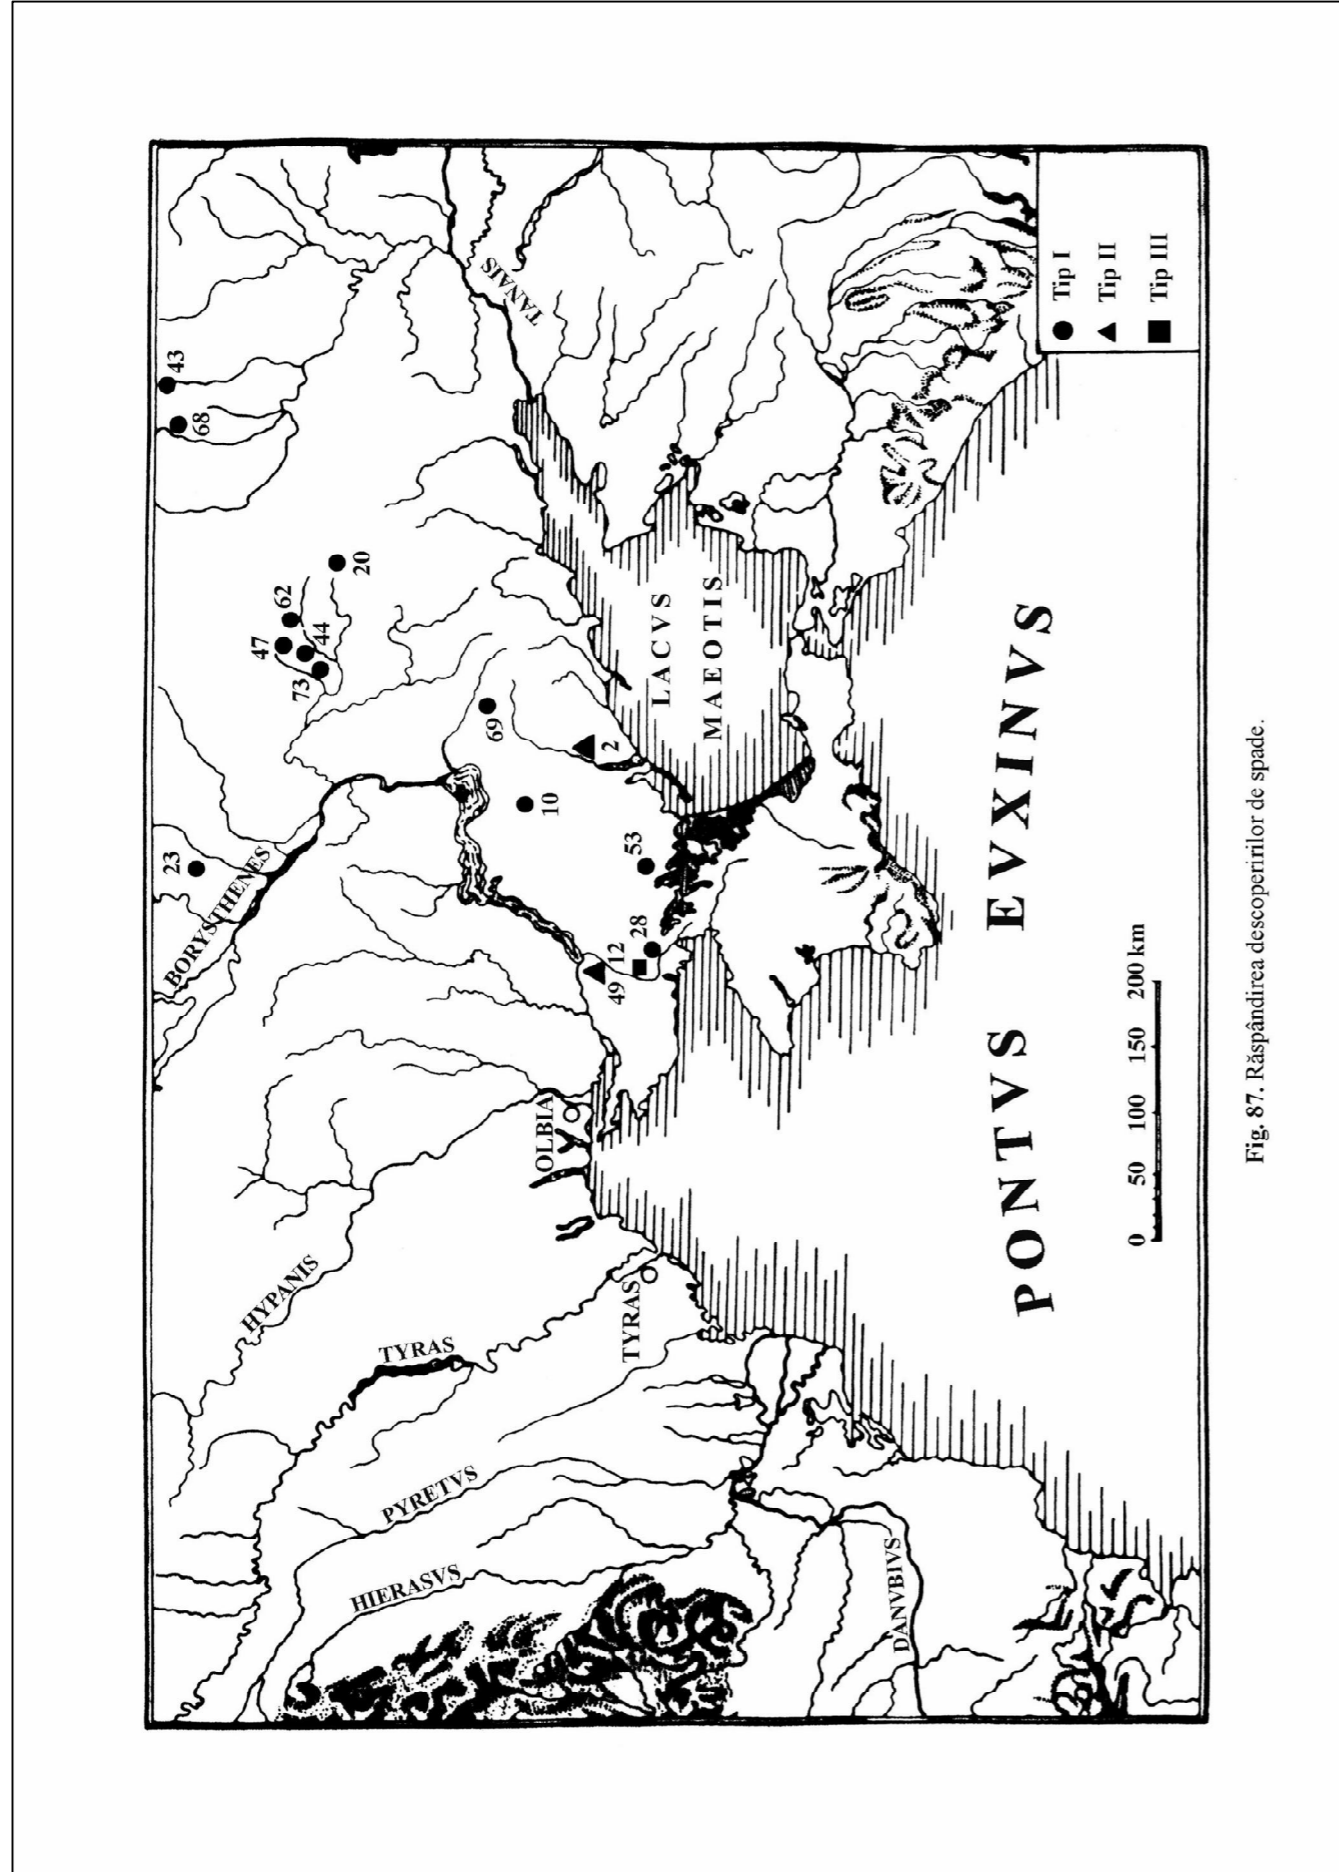 43
68
TANAIS
20
62
47
44
73
69
2
10
53
23
BORYSTHENES
12
28
49
OLBIA
HYPANIS
TYRAS
TYRAS
PYRETVS
HIERASVS
DANVBIVS
LACVS
MAEOTIS
PONTVS EVXINVS
0 50 100 150 200 km
Tip I
Tip II
Tip III
Fig. 87. Răspândirea descoperirilor de spade.